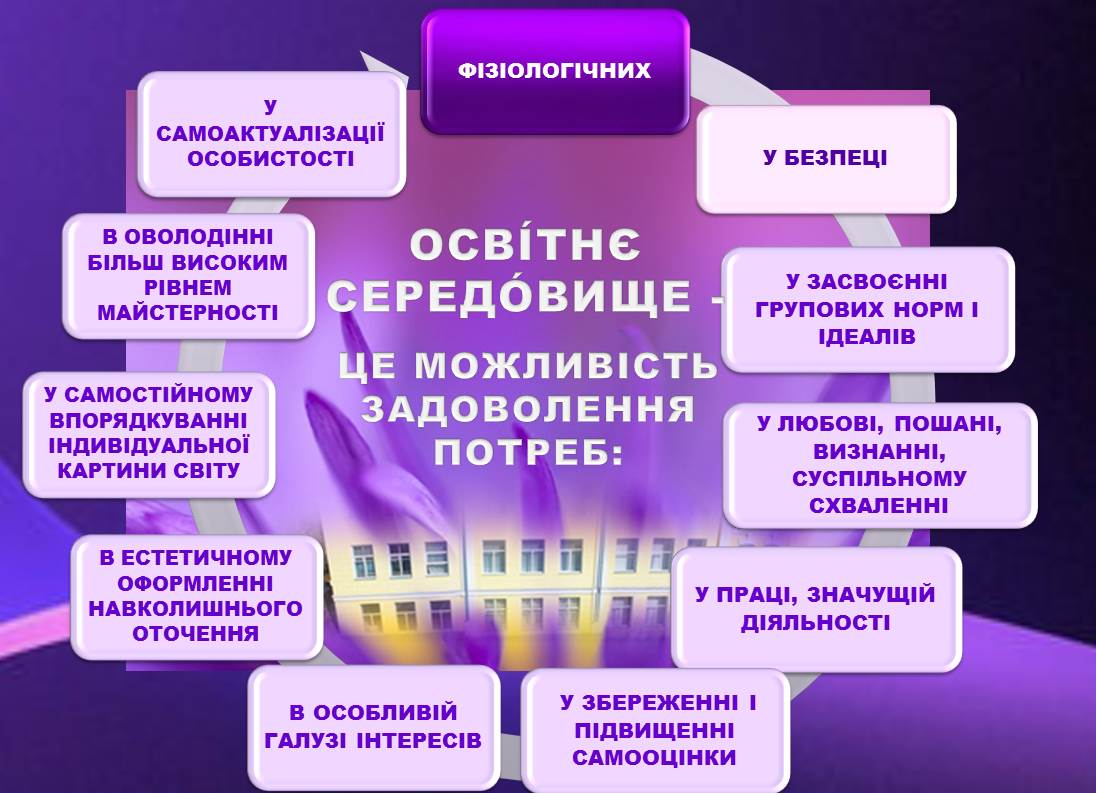 ФІЗІОЛОГІЧНИХ
У БЕЗПЕЦІ
У ЗАСВОЄННІ
ГРУПОВИХ НОРМ І
ІДЕАЛІВ
У ЛЮБОВІ, ПОШАНІ,
ВИЗНАННІ,
СУСПІЛЬНОМУ
СХВАЛЕННІ
У ПРАЦІ, ЗНАЧУЩІЙ
ДІЯЛЬНОСТІ
У ЗБЕРЕЖЕННІ І
ПІДВИЩЕННІ
САМООЦІНКИ
В ОСОБЛИВІЙ
ГАЛУЗІ ІНТЕРЕСІВ
В ЕСТЕТИЧНОМУ
ОФОРМЛЕННІ
НАВКОЛИШНЬОГО
ОТОЧЕННЯ
У САМОСТІЙНОМУ
ВПОРЯДКУВАННІ
ІНДИВІДУАЛЬНОЇ
КАРТИНИ СВІТУ
В ОВОЛОДІННІ
БІЛЬШ ВИСОКИМ
РІВНЕМ
МАЙСТЕРНОСТІ
У
САМОАКТУАЛІЗАЦІЇ
ОСОБИСТОСТІ
ОСВІ́ТНЄ
СЕРЕДО́ВИЩЕ -
ЦЕ МОЖЛИВІСТЬ
ЗАДОВОЛЕННЯ
ПОТРЕБ: